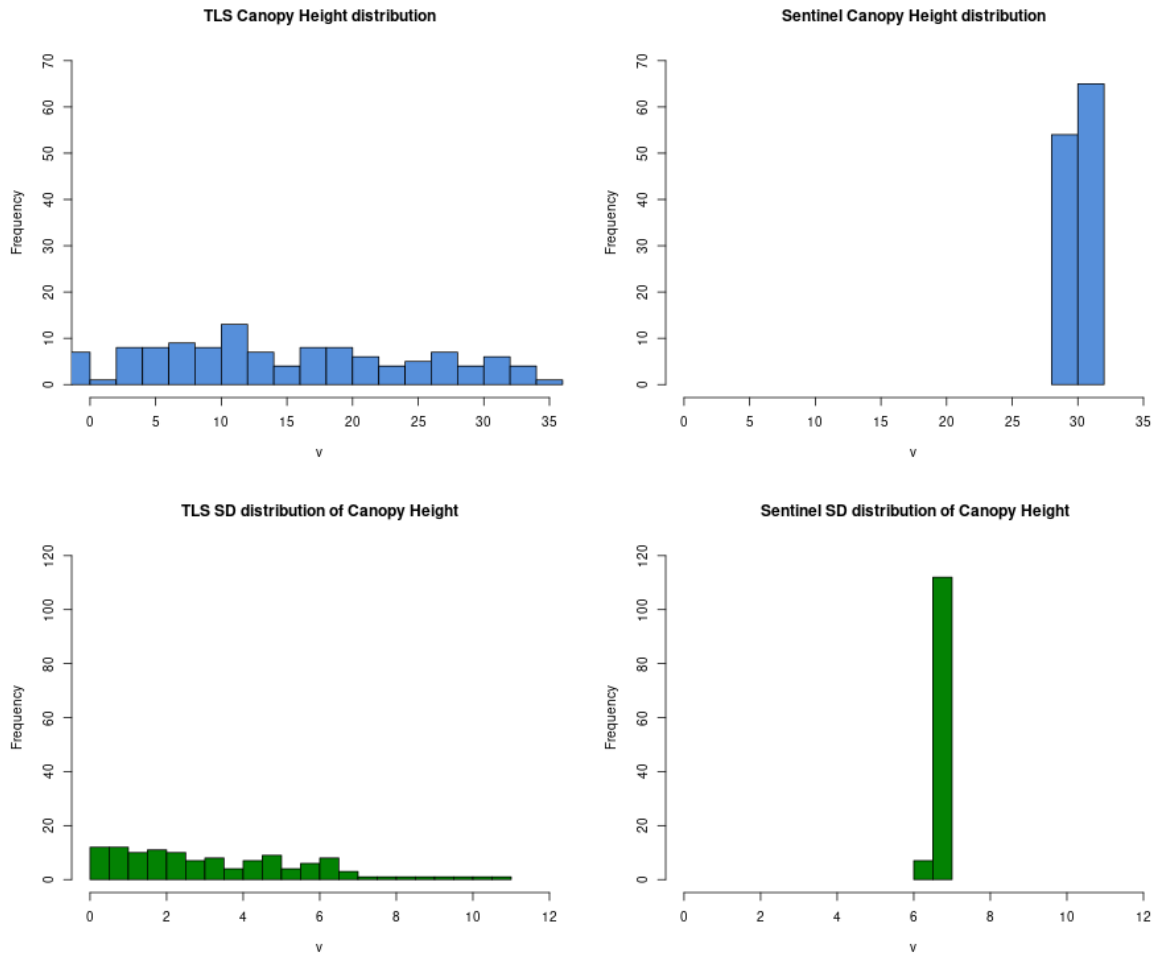 TLS Canopy Height distribution
Frequency
0 10 20 30 40 50 60 70
0 5 10 15 20 25 30 35
v
Sentinel Canopy Height distribution
Frequency
0 10 20 30 40 50 60 70
0 5 10 15 20 25 30 35
v
TLS SD distribution of Canopy Height
Frequency
0 20 40 60 80 100 120
0 2 4 6 8 10 12
v
Sentinel SD distribution of Canopy Height
Frequency
0 20 40 60 80 100 120
0 2 4 6 8 10 12
v